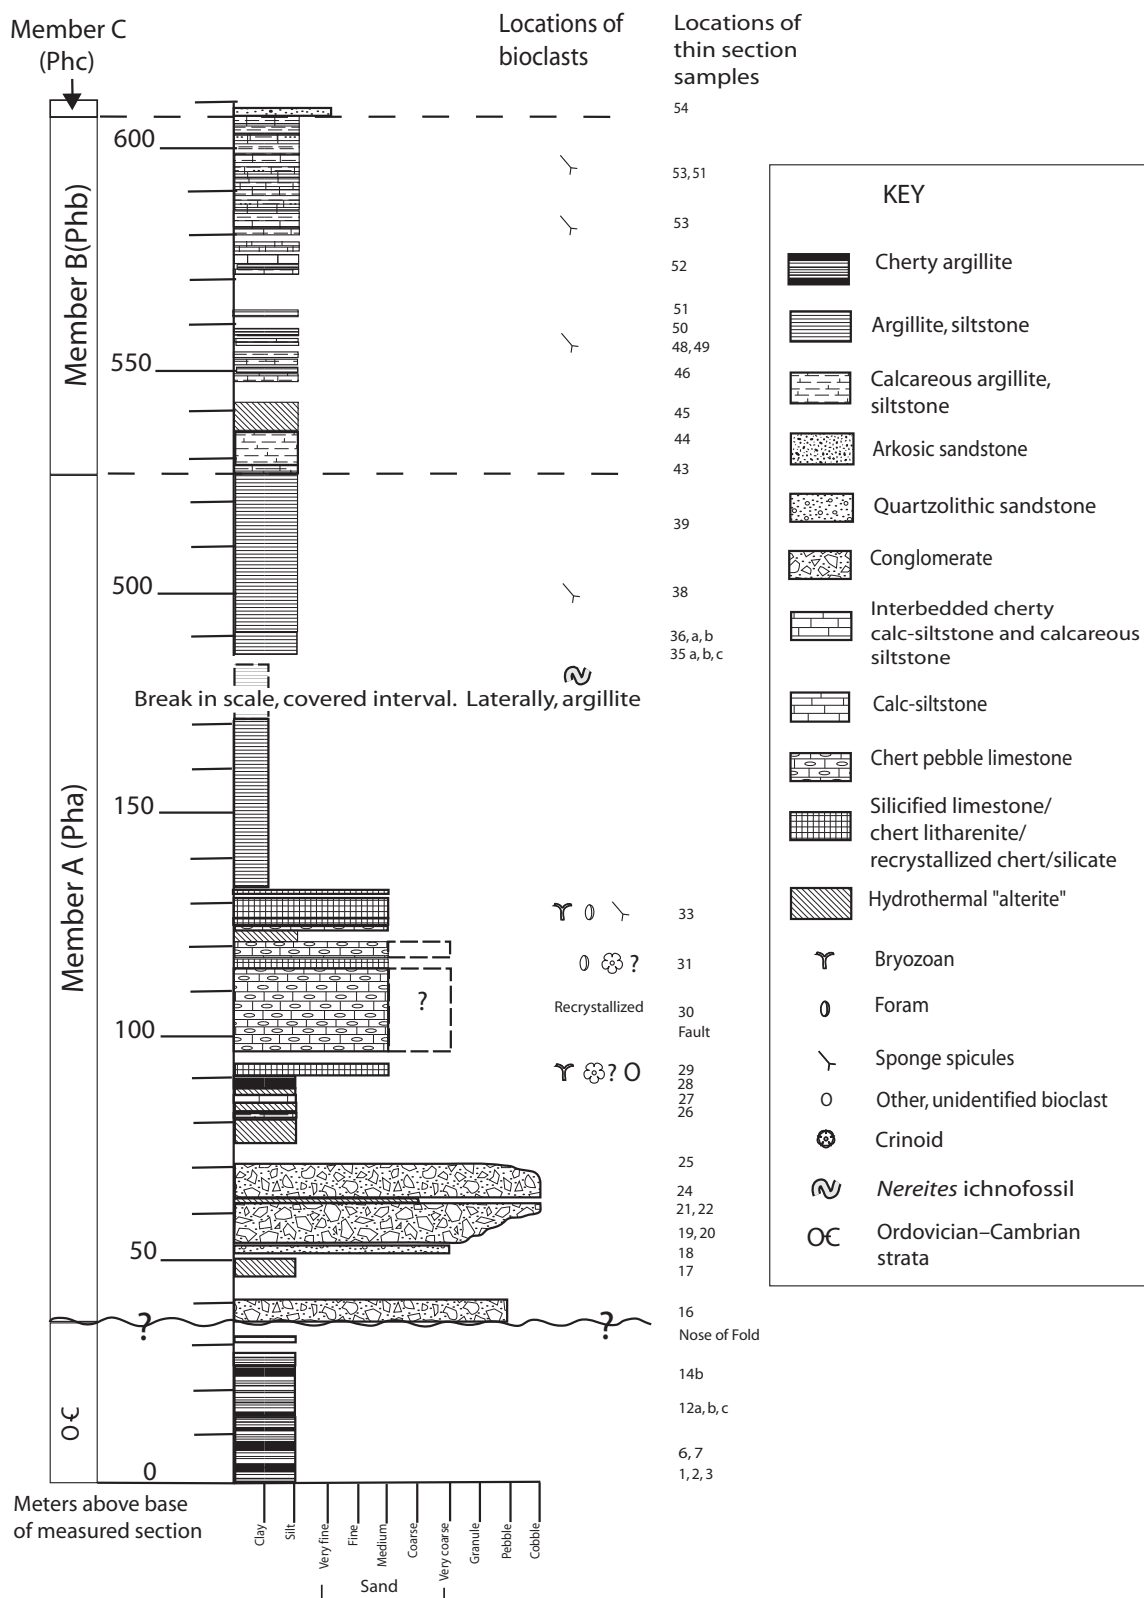 Member C
(Phc)
Locations of
bioclasts
Locations of
thin section
samples
54
600
53, 51
53
52
51
50
48, 49
550
46
45
44
43
Member B(Phb)
39
500
38
36, a, b
35 a, b, c
Break in scale, covered interval. Laterally, argillite
150
Member A (Pha)
33
?
31
?
Recrystallized
30
Fault
100
? O
29
28
27
26
25
24
21, 22
19, 20
50
18
17
16
?
?
Nose of Fold
14b
12a, b, c
O€
6, 7
0
1, 2, 3
Meters above base
of measured section
Clay
Silt
Very fine
Fine
Medium
Coarse
Very coarse
Granule
Pebble
Cobble
Sand
KEY
Cherty argillite
Argillite, siltstone
Calcareous argillite,
siltstone
Arkosic sandstone
Quartzolithic sandstone
Conglomerate
Interbedded cherty
calc-siltstone and calcareous
siltstone
Calc-siltstone
Chert pebble limestone
Silicified limestone/
chert litharenite/
recrystallized chert/silicate
Hydrothermal "alterite"
Bryozoan
Foram
Sponge spicules
O Other, unidentified bioclast
Crinoid
Nereites ichnofossil
O€ Ordovician–Cambrian
strata